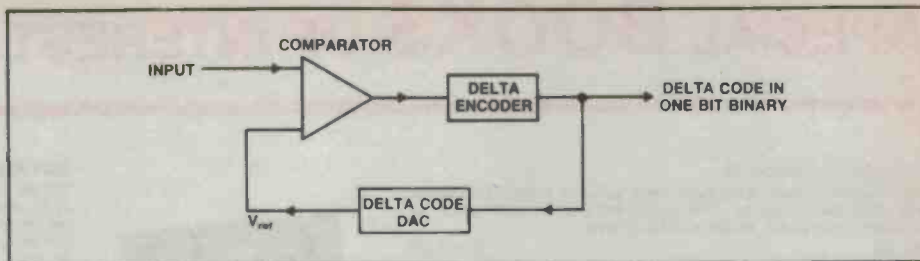 COMPARATOR
INPUT
DELTA
ENCODER
DELTA CODE IN
ONE BIT BINARY
DELTA CODE
DAC
Vref